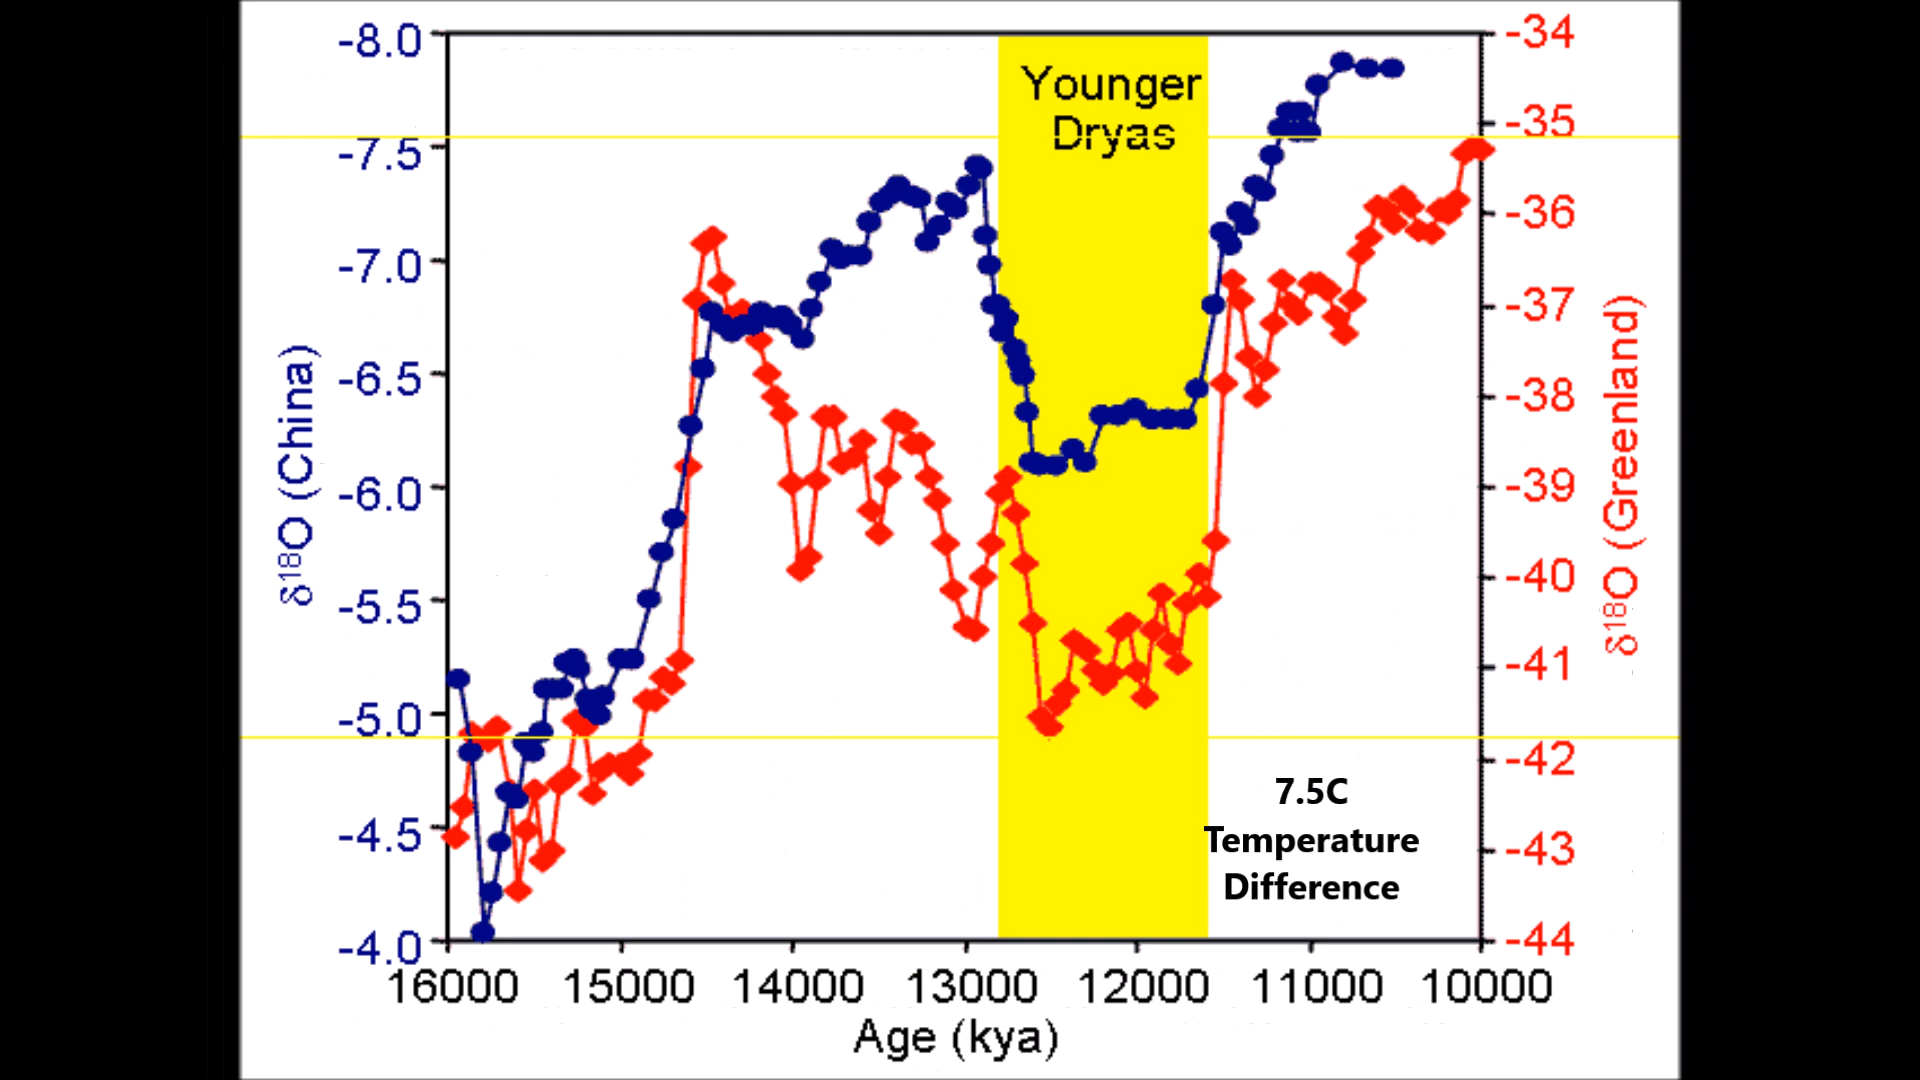 -8.0
-7.5
-7.0
-6.5
-6.0
-5.5
-5.0
-4.5
-4.0
δ¹⁸O (China)
Younger
Dryas
7.5C
Temperature
Difference
-34
-35
-36
-37
-38
-39
-40
-41
-42
-43
-44
δ¹⁸O (Greenland)
16000 15000 14000 13000 12000 11000 10000
Age (kya)